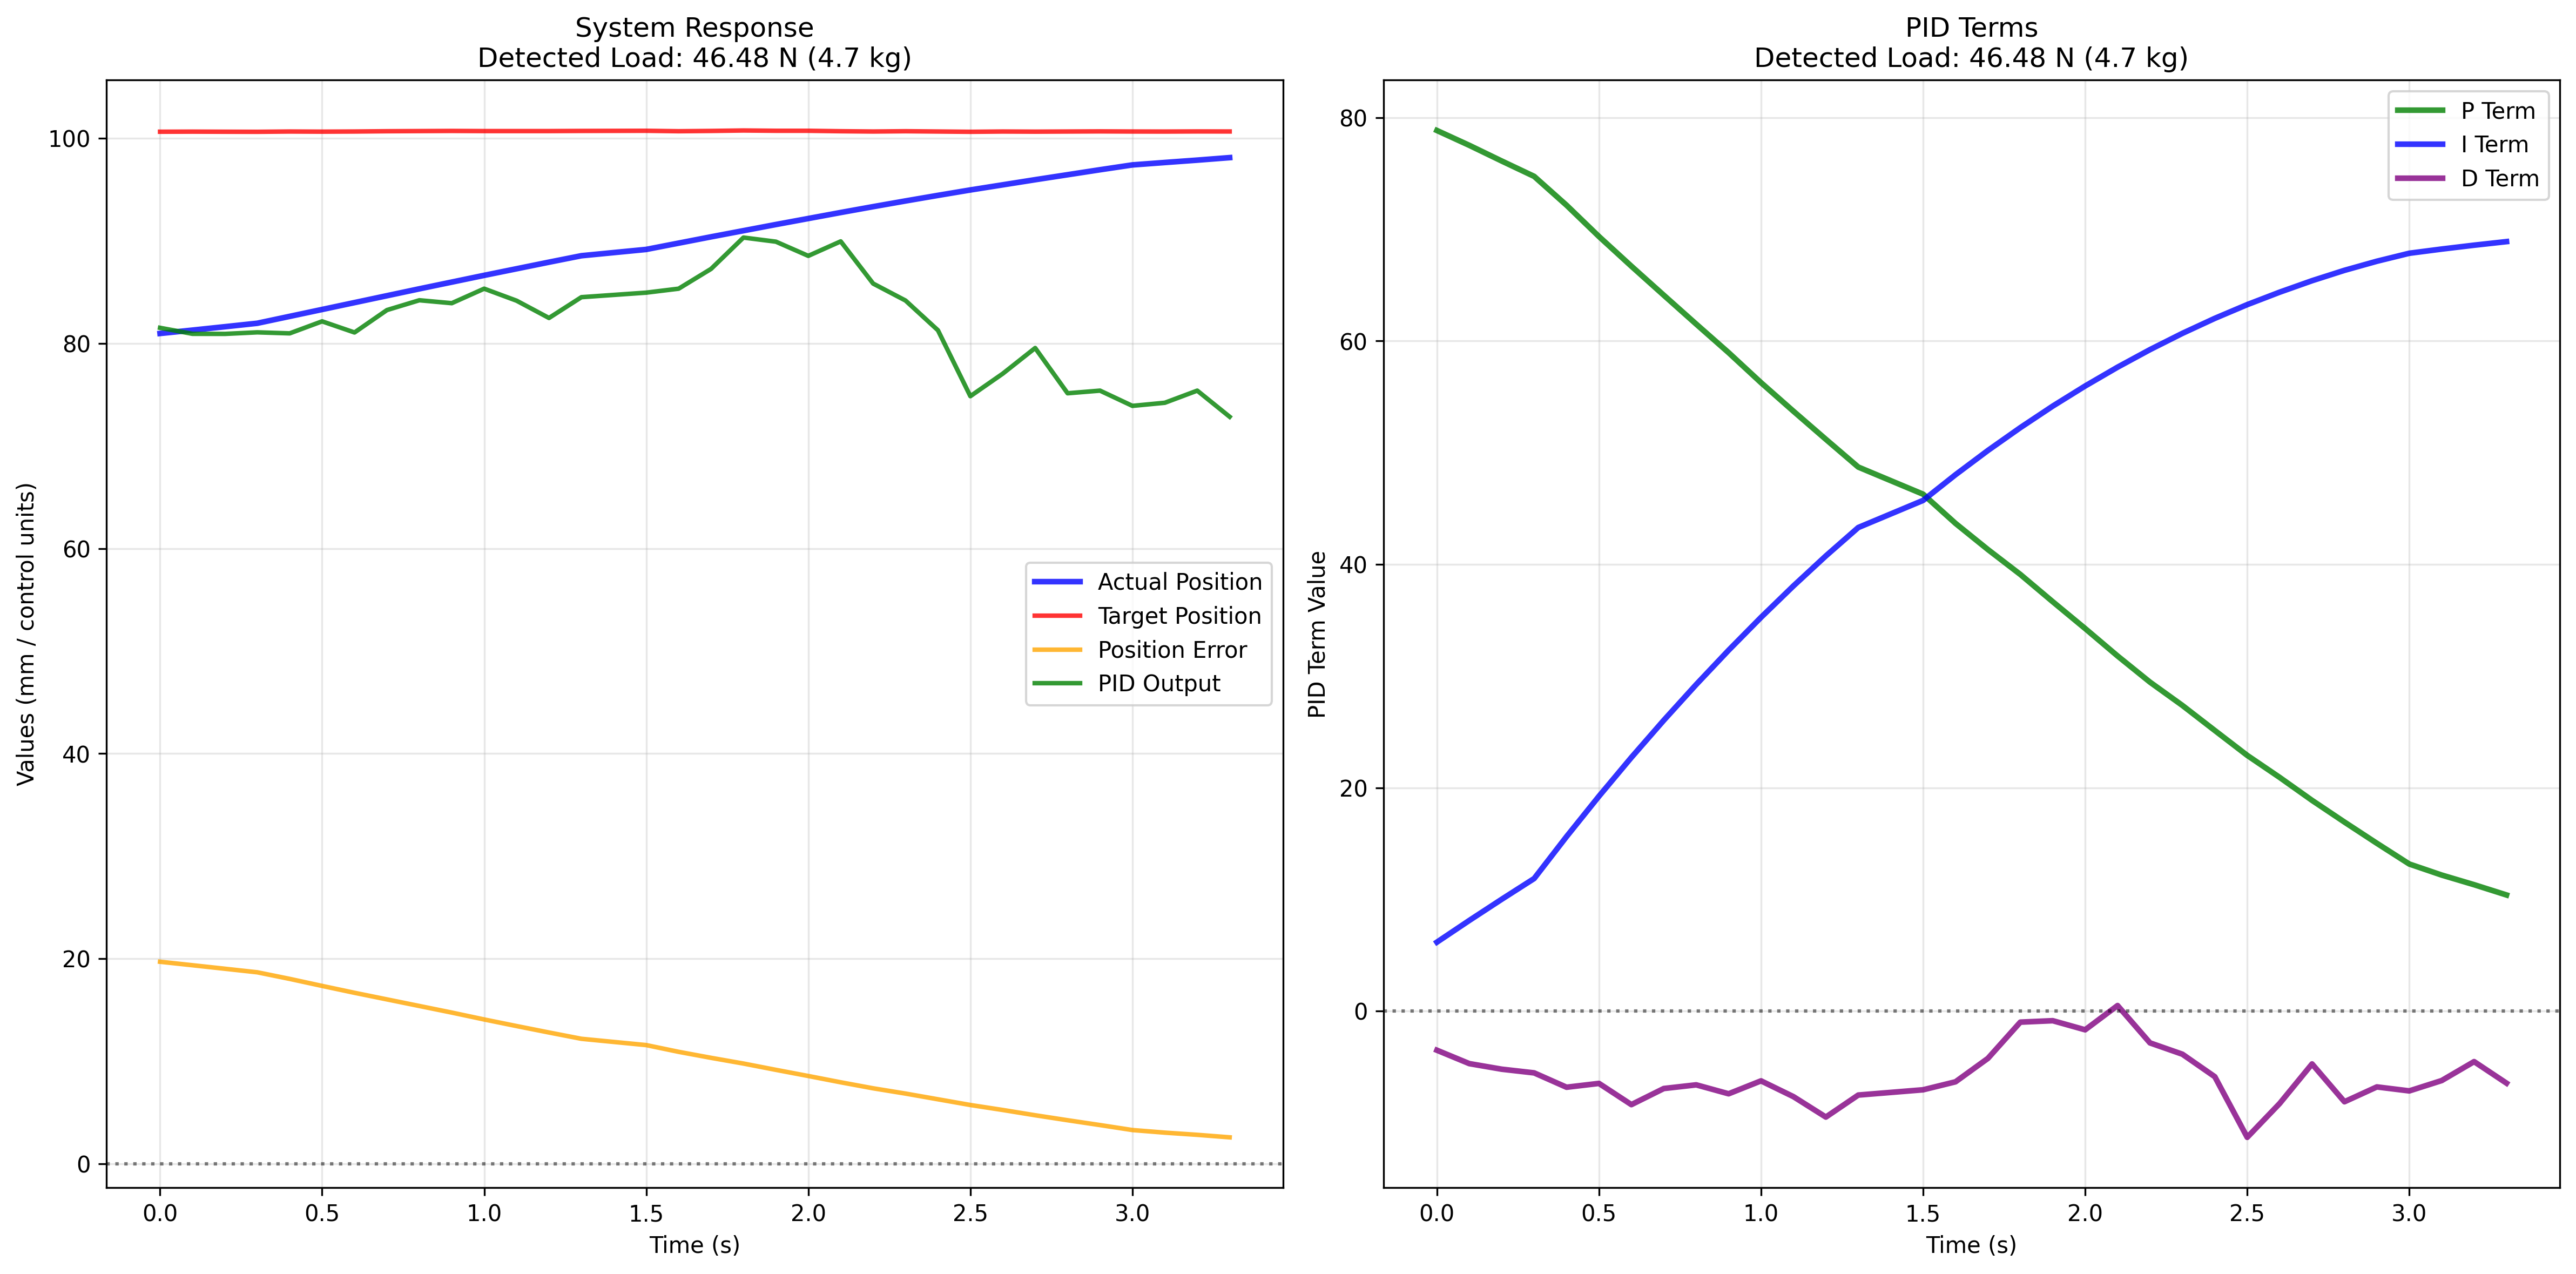 System Response
Detected Load: 46.48 N (4.7 kg)
Values (mm / control units)
100
80
60
40
20
0
Actual Position
Target Position
Position Error
PID Output
0.0 0.5 1.0 1.5 2.0 2.5 3.0
Time (s)
PID Terms
Detected Load: 46.48 N (4.7 kg)
PID Term Value
80
60
40
20
0
P Term
I Term
D Term
0.0 0.5 1.0 1.5 2.0 2.5 3.0
Time (s)